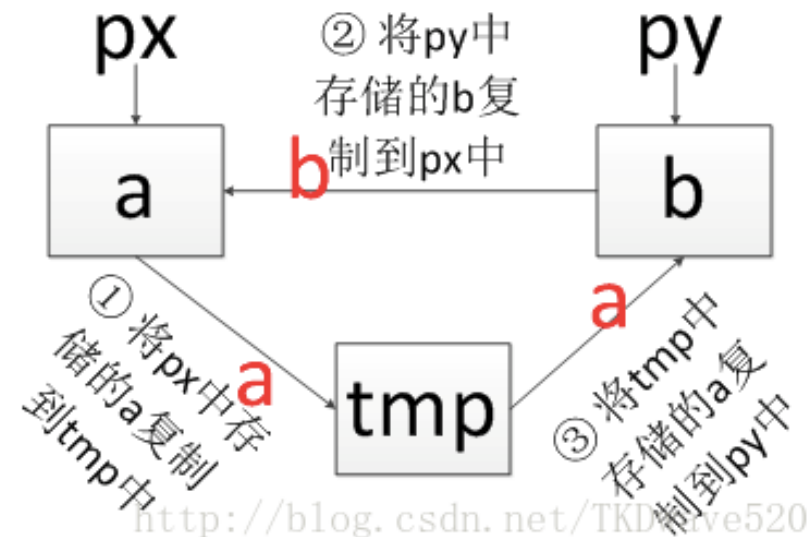 px
② 将py中
存储的b复
制到px中
py
a
b
b
① 将px中存
储的a复制
到tmp中
a
tmp
a
③ 将tmp中
存储的a复
制到py中
http://blog.csdn.net/TKDwave520